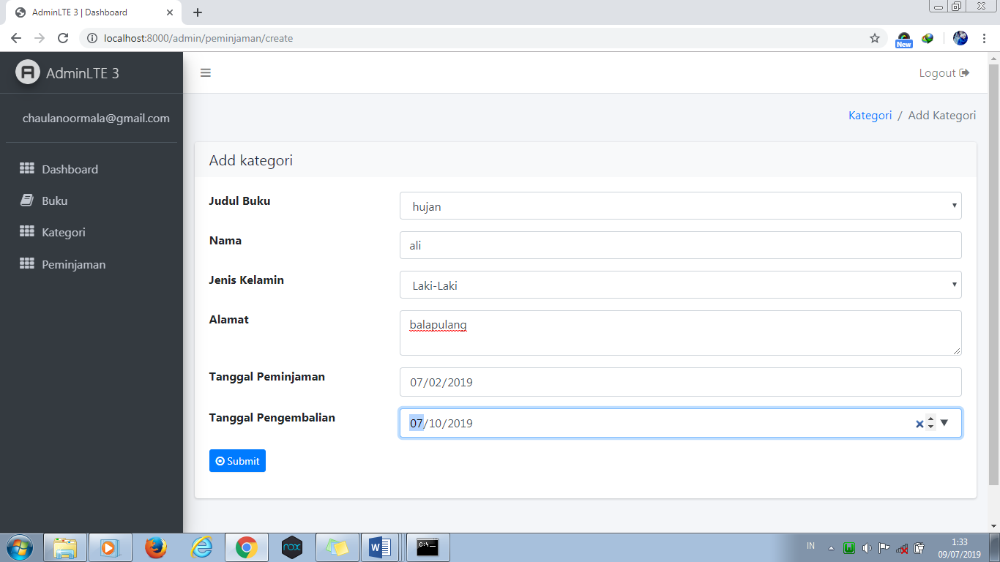 AdminLTE 3 | Dashboard
localhost:8000/admin/peminjaman/create
New
AdminLTE 3
Logout
chaulanoormala@gmail.com
Kategori / Add Kategori
Dashboard
Buku
Kategori
Peminjaman
Add kategori
Judul Buku
hujan
Nama
ali
Jenis Kelamin
Laki-Laki
Alamat
balapulang
Tanggal Peminjaman
07/02/2019
Tanggal Pengembalian
07/10/2019
Submit
nox
IN
1:33
09/07/2019